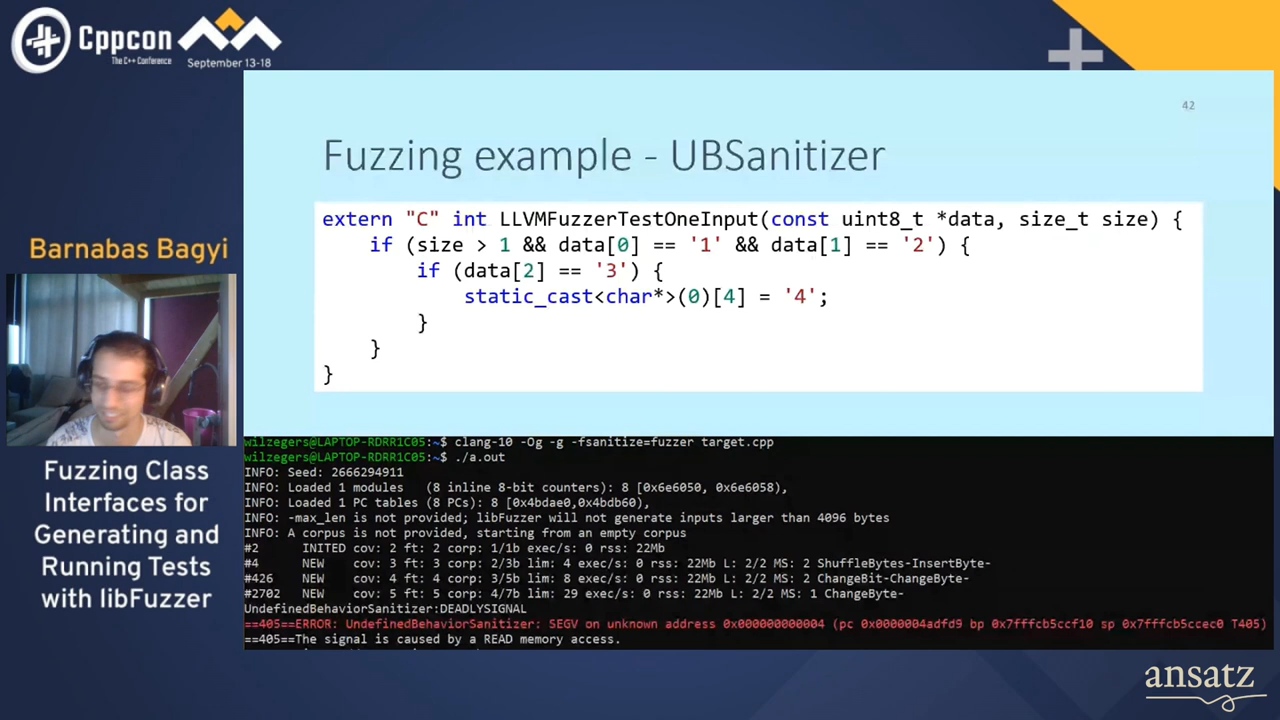 Cppcon
The C++ Conference
September 13-18
42
Fuzzing example - UBSanitizer
extern "C" int LLVMFuzzerTestOneInput(const uint8_t *data, size_t size) {
if (size > 1 && data[0] == '1' && data[1] == '2') {
if (data[2] == '3') {
static_cast<char*>(0)[4] = '4';
}
}
}
Barnabas Bagyi
Fuzzing Class
Interfaces for
Generating and
Running Tests
with libFuzzer
wilzegers@LAPTOP-RDRR1C05:~$ clang-10 -Og -g -fsanitize=fuzzer target.cpp
wilzegers@LAPTOP-RDRR1C05:~$ ./a.out
INFO: Seed: 2666294911
INFO: Loaded 1 modules (8 inline 8-bit counters): 8 [0x6e6050, 0x6e6058),
INFO: Loaded 1 PC tables (8 PCs): 8 [0x4bdae0,0x4bdb60),
INFO: -max_len is not provided; libFuzzer will not generate inputs larger than 4096 bytes
INFO: A corpus is not provided, starting from an empty corpus
#2 INITED cov: 2 ft: 2 corp: 1/1b exec/s: 0 rss: 22Mb
#4 NEW cov: 3 ft: 3 corp: 2/3b lim: 4 exec/s: 0 rss: 22Mb L: 2/2 MS: 2 ShuffleBytes-InsertByte-
#426 NEW cov: 4 ft: 4 corp: 3/5b lim: 8 exec/s: 0 rss: 22Mb L: 2/2 MS: 2 ChangeBit-ChangeByte-
#2702 NEW cov: 5 ft: 5 corp: 4/7b lim: 29 exec/s: 0 rss: 22Mb L: 2/2 MS: 1 ChangeByte-
UndefinedBehaviorSanitizer:DEADLYSIGNAL
==405==ERROR: UndefinedBehaviorSanitizer: SEGV on unknown address 0x000000000004 (pc 0x0000004adfd9 bp 0x7fffcb5ccf10 sp 0x7fffcb5ccec0 T405)
==405==The signal is caused by a READ memory access.
ansatz